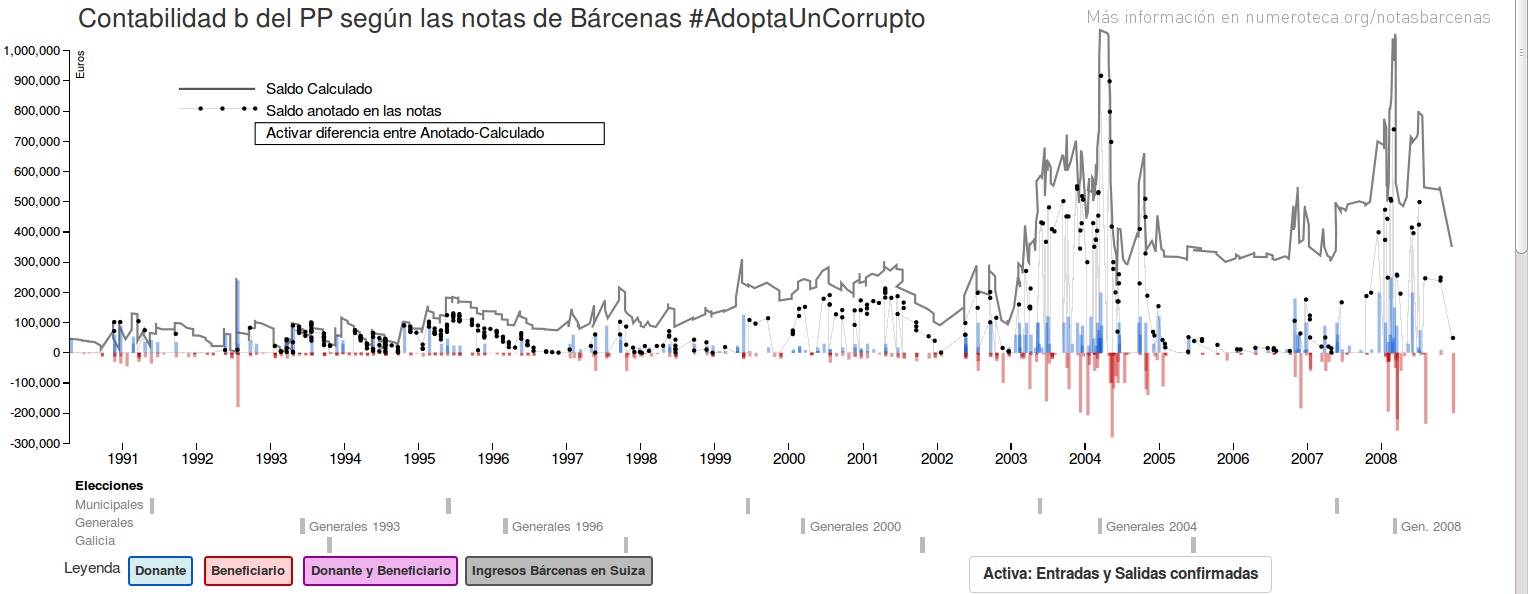 Contabilidad b del PP según las notas de Bárcenas #AdoptaUnCorrupto
Más información en numeroteca.org/notasbarcenas
Euros
1,000,000
900,000
800,000
700,000
600,000
500,000
400,000
300,000
200,000
100,000
0
-100,000
-200,000
-300,000
Saldo Calculado
Saldo anotado en las notas
Activar diferencia entre Anotado-Calculado
1991 1992 1993 1994 1995 1996 1997 1998 1999 2000 2001 2002 2003 2004 2005 2006 2007 2008
Elecciones
Municipales
Generales Generales 1993 Generales 1996 Generales 2000 Generales 2004 Gen. 2008
Galicia
Leyenda Donante Beneficiario Donante y Beneficiario Ingresos Bárcenas en Suiza Activa: Entradas y Salidas confirmadas